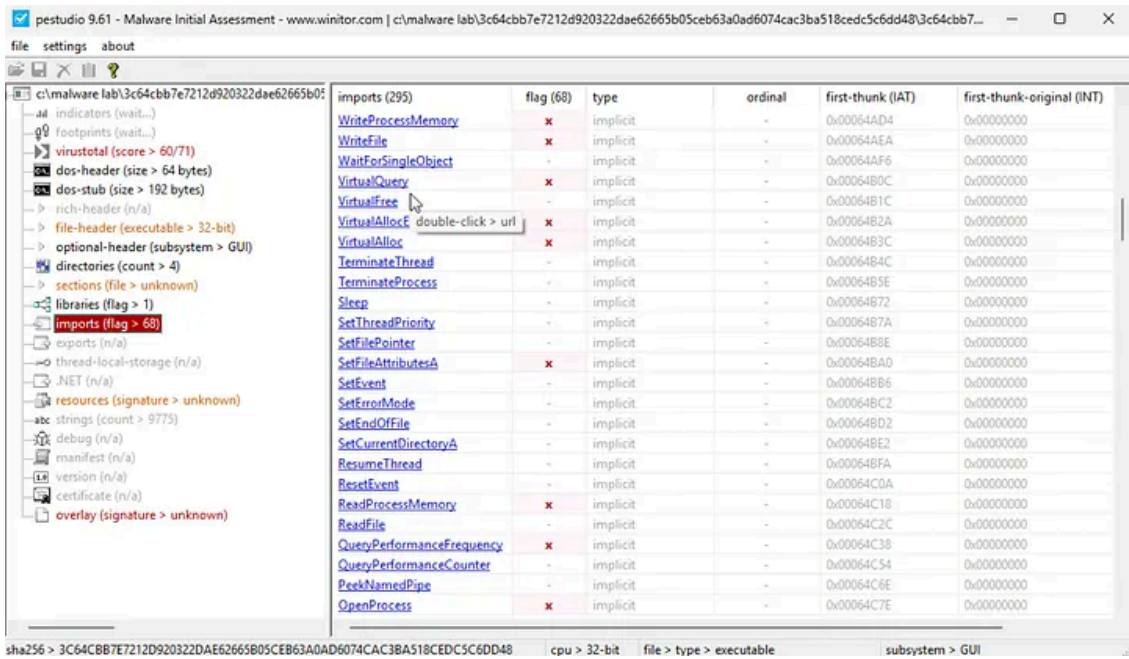 pestudio 9.61 - Malware Initial Assessment - www.winitor.com | c:\malware lab\3c64cbb7e7212d920322dae62665b05ceb63a0ad6074cac3ba518cedc5c6dd48\3c64cbb7...
file settings about
c:\malware lab\3c64cbb7e7212d920322dae62665b05
indicators (wait...)
footprints (wait...)
virustotal (score > 60/71)
dos-header (size > 64 bytes)
dos-stub (size > 192 bytes)
rich-header (n/a)
file-header (executable > 32-bit)
optional-header (subsystem > GUI)
directories (count > 4)
sections (file > unknown)
libraries (flag > 1)
imports (flag > 68)
exports (n/a)
thread-local-storage (n/a)
.NET (n/a)
resources (signature > unknown)
abc strings (count > 9775)
debug (n/a)
manifest (n/a)
1.0 version (n/a)
certificate (n/a)
overlay (signature > unknown)
imports (295) flag (68) type ordinal first-thunk (IAT) first-thunk-original (INT)
WriteProcessMemory x implicit - 0x00064AD4 0x00000000
WriteFile x implicit - 0x00064AEA 0x00000000
WaitForSingleObject - implicit - 0x00064AF6 0x00000000
VirtualQuery x implicit - 0x00064B0C 0x00000000
VirtualFree - implicit - 0x00064B1C 0x00000000
VirtualAllocE x implicit - 0x00064B2A 0x00000000
double-click > url
VirtualAlloc x implicit - 0x00064B3C 0x00000000
TerminateThread - implicit - 0x00064B4C 0x00000000
TerminateProcess - implicit - 0x00064B5E 0x00000000
Sleep - implicit - 0x00064B72 0x00000000
SetThreadPriority - implicit - 0x00064B7A 0x00000000
SetFilePointer - implicit - 0x00064B8E 0x00000000
SetFileAttributesA x implicit - 0x00064BA0 0x00000000
SetEvent - implicit - 0x00064BB6 0x00000000
SetErrorMode - implicit - 0x00064BC2 0x00000000
SetEndOfFile - implicit - 0x00064BD2 0x00000000
SetCurrentDirectoryA - implicit - 0x00064BE2 0x00000000
ResumeThread - implicit - 0x00064BFA 0x00000000
ResetEvent - implicit - 0x00064C0A 0x00000000
ReadProcessMemory x implicit - 0x00064C18 0x00000000
ReadFile - implicit - 0x00064C2C 0x00000000
QueryPerformanceFrequency x implicit - 0x00064C38 0x00000000
QueryPerformanceCounter - implicit - 0x00064C54 0x00000000
PeekNamedPipe - implicit - 0x00064C6E 0x00000000
OpenProcess x implicit - 0x00064C7E 0x00000000
sha256 > 3C64CBB7E7212D920322DAE62665B05CEB63A0AD6074CAC3BA518CEDC5C6DD48 cpu > 32-bit file > type > executable subsystem > GUI